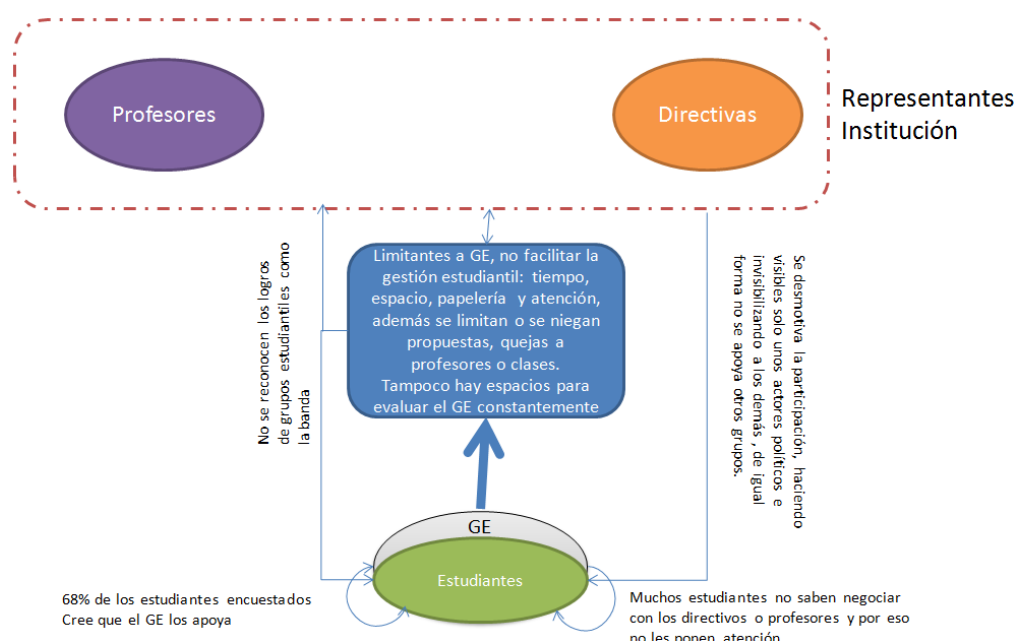 Profesores
Directivas
Representantes
Institución
No se reconocen los logros
de grupos estudiantiles como
la banda
Limitantes a GE, no facilitar la
gestión estudiantil: tiempo,
espacio, papelería y atención,
además se limitan o se niegan
propuestas, quejas a
profesores o clases.
Tampoco hay espacios para
evaluar el GE constantemente
Se desmotiva la participación, haciendo
visibles solo unos actores políticos e
invisibilizando a los demás , de igual
forma no se apoya otros grupos.
GE
Estudiantes
68% de los estudiantes encuestados
Cree que el GE los apoya
Muchos estudiantes no saben negociar
con los directivos o profesores y por eso
no les ponen atención